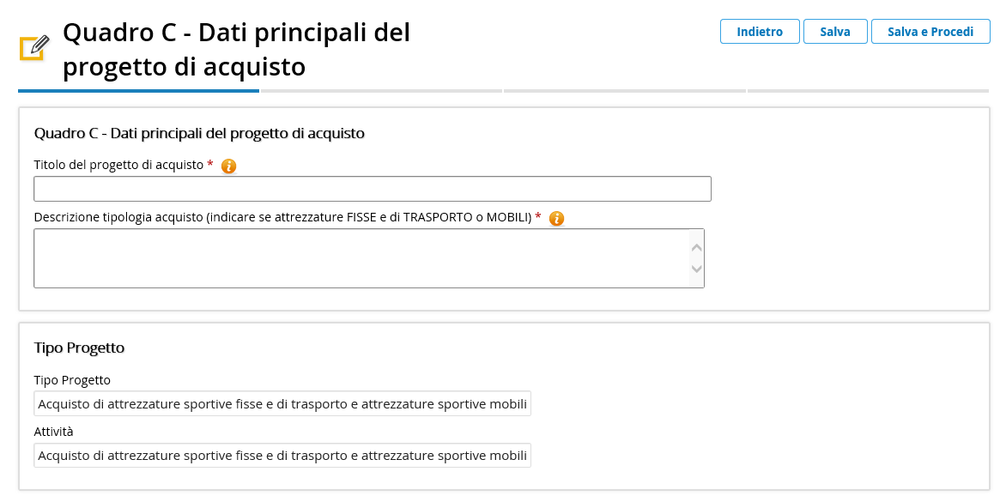 Quadro C - Dati principali del
progetto di acquisto
Indietro
Salva
Salva e Procedi
Quadro C - Dati principali del progetto di acquisto
Titolo del progetto di acquisto *
Descrizione tipologia acquisto (indicare se attrezzature FISSE e di TRASPORTO o MOBILI) *
Tipo Progetto
Tipo Progetto
Acquisto di attrezzature sportive fisse e di trasporto e attrezzature sportive mobili
Attività
Acquisto di attrezzature sportive fisse e di trasporto e attrezzature sportive mobili